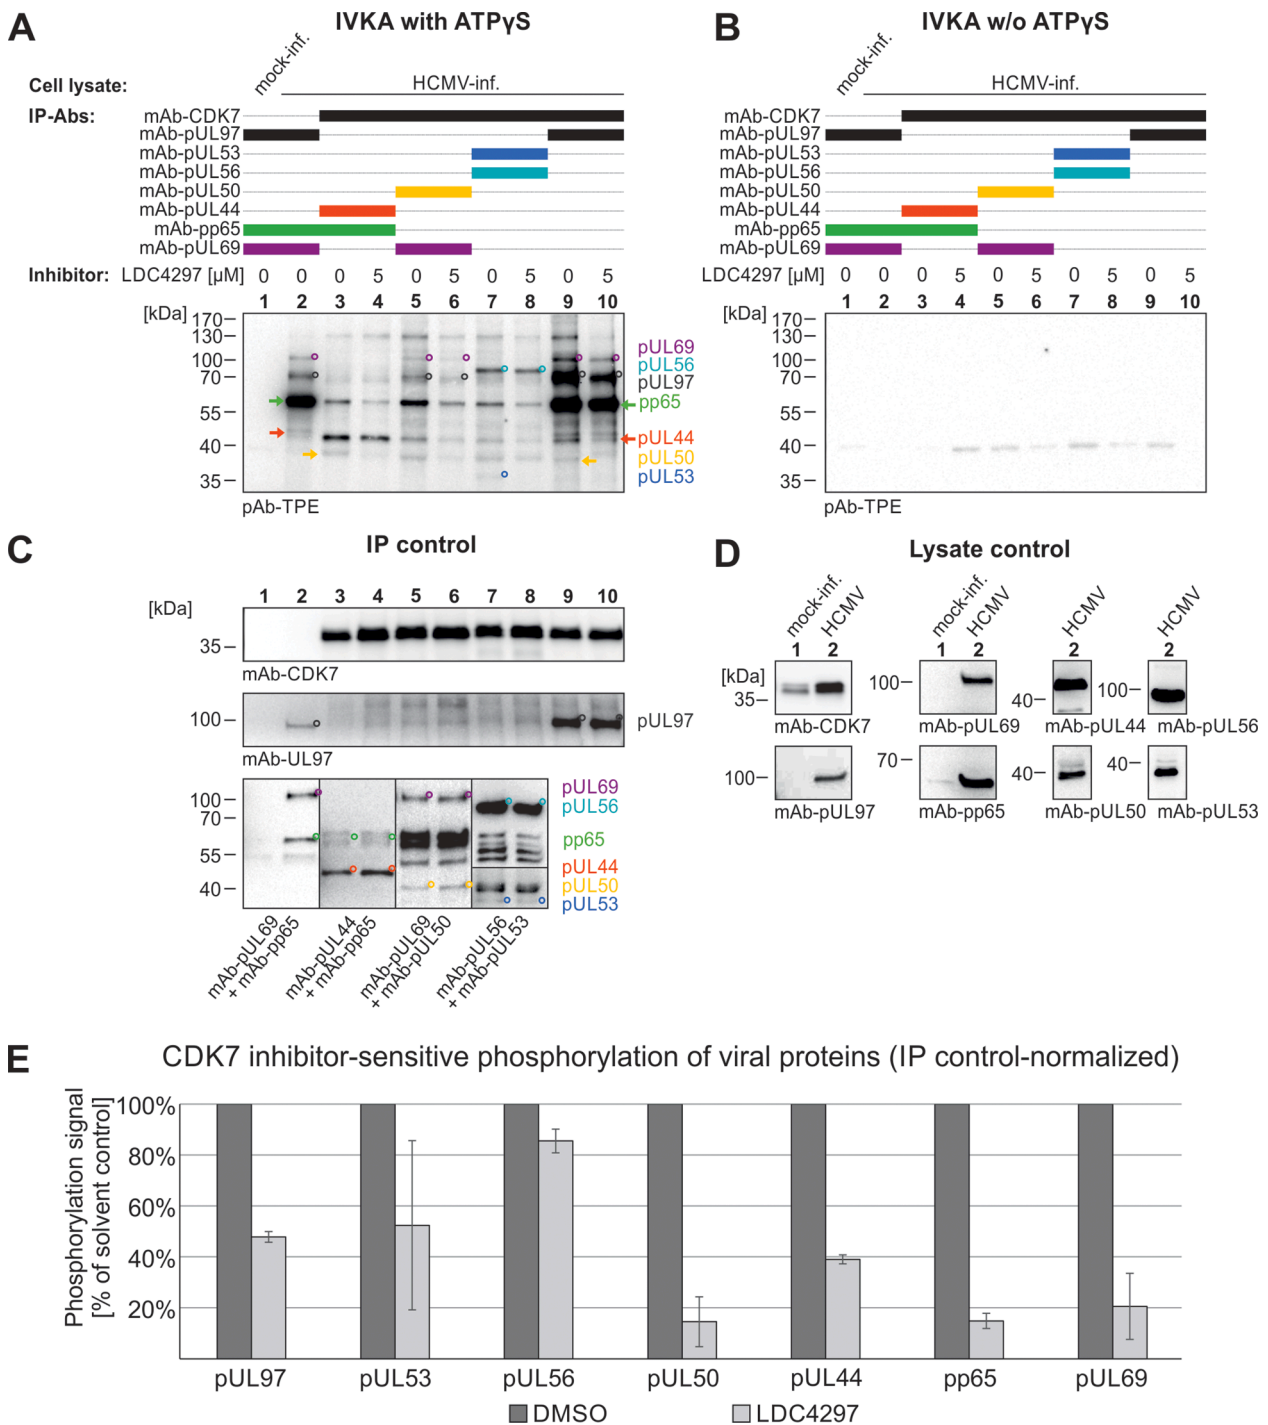 A
IVKA with ATPγS
Cell lysate:
mock-inf.
HCMV-inf.
IP-Abs:
mAb-CDK7
mAb-pUL97
mAb-pUL53
mAb-pUL56
mAb-pUL50
mAb-pUL44
mAb-pp65
mAb-pUL69
Inhibitor: LDC4297 [µM] 0 0 0 5 0 5 0 5 0 5
1 2 3 4 5 6 7 8 9 10
[kDa]
170
130
100
70
55
40
35
pUL69
pUL56
pUL97
pp65
pUL44
pUL50
pUL53
pAb-TPE
B
IVKA w/o ATPγS
mock-inf.
HCMV-inf.
mAb-CDK7
mAb-pUL97
mAb-pUL53
mAb-pUL56
mAb-pUL50
mAb-pUL44
mAb-pp65
mAb-pUL69
LDC4297 [µM] 0 0 0 5 0 5 0 5 0 5
1 2 3 4 5 6 7 8 9 10
[kDa]
170
130
100
70
55
40
35
pAb-TPE
C
IP control
1 2 3 4 5 6 7 8 9 10
[kDa]
35
mAb-CDK7
100
pUL97
mAb-UL97
100
70
55
40
pUL69
pUL56
pp65
pUL44
pUL50
pUL53
mAb-pUL69
+ mAb-pp65
mAb-pUL44
+ mAb-pp65
mAb-pUL69
+ mAb-pUL50
mAb-pUL56
+ mAb-pUL53
D
Lysate control
mock-inf.
HCMV
mock-inf.
HCMV
HCMV
HCMV
1 2 1 2 2 2
[kDa]
35
mAb-CDK7
100
mAb-pUL69
40
mAb-pUL44
100
mAb-pUL56
100
mAb-pUL97
70
mAb-pp65
40
mAb-pUL50
40
mAb-pUL53
E
CDK7 inhibitor-sensitive phosphorylation of viral proteins (IP control-normalized)
Phosphorylation signal
[% of solvent control]
100%
80%
60%
40%
20%
pUL97 pUL53 pUL56 pUL50 pUL44 pp65 pUL69
DMSO LDC4297